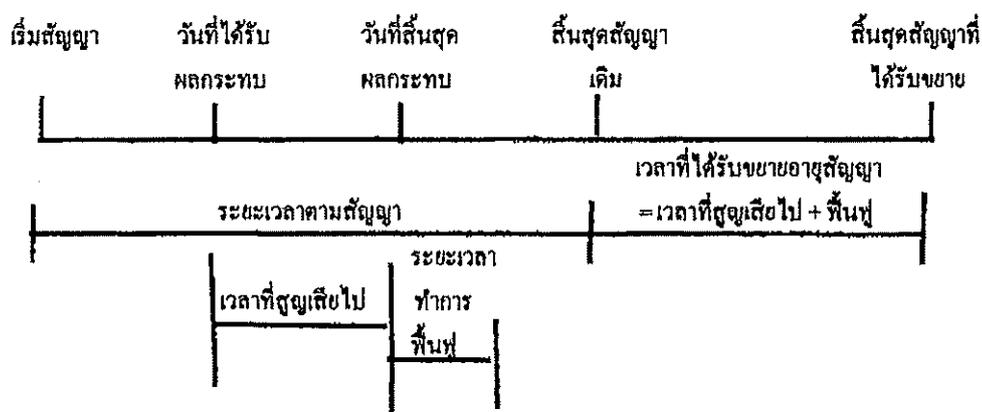 เริ่มสัญญา วันที่ได้รับ วันที่สิ้นสุด สิ้นสุดสัญญา สิ้นสุดสัญญาที่
ผลกระทบ ผลกระทบ เดิม ได้รับขยาย
เวลาที่ได้รับขยายอายุสัญญา
ระยะเวลาตามสัญญา =เวลาที่สูญเสียไป + ฟื้นฟู
ระยะเวลา
เวลาที่สูญเสียไป ทำการ
ฟื้นฟู